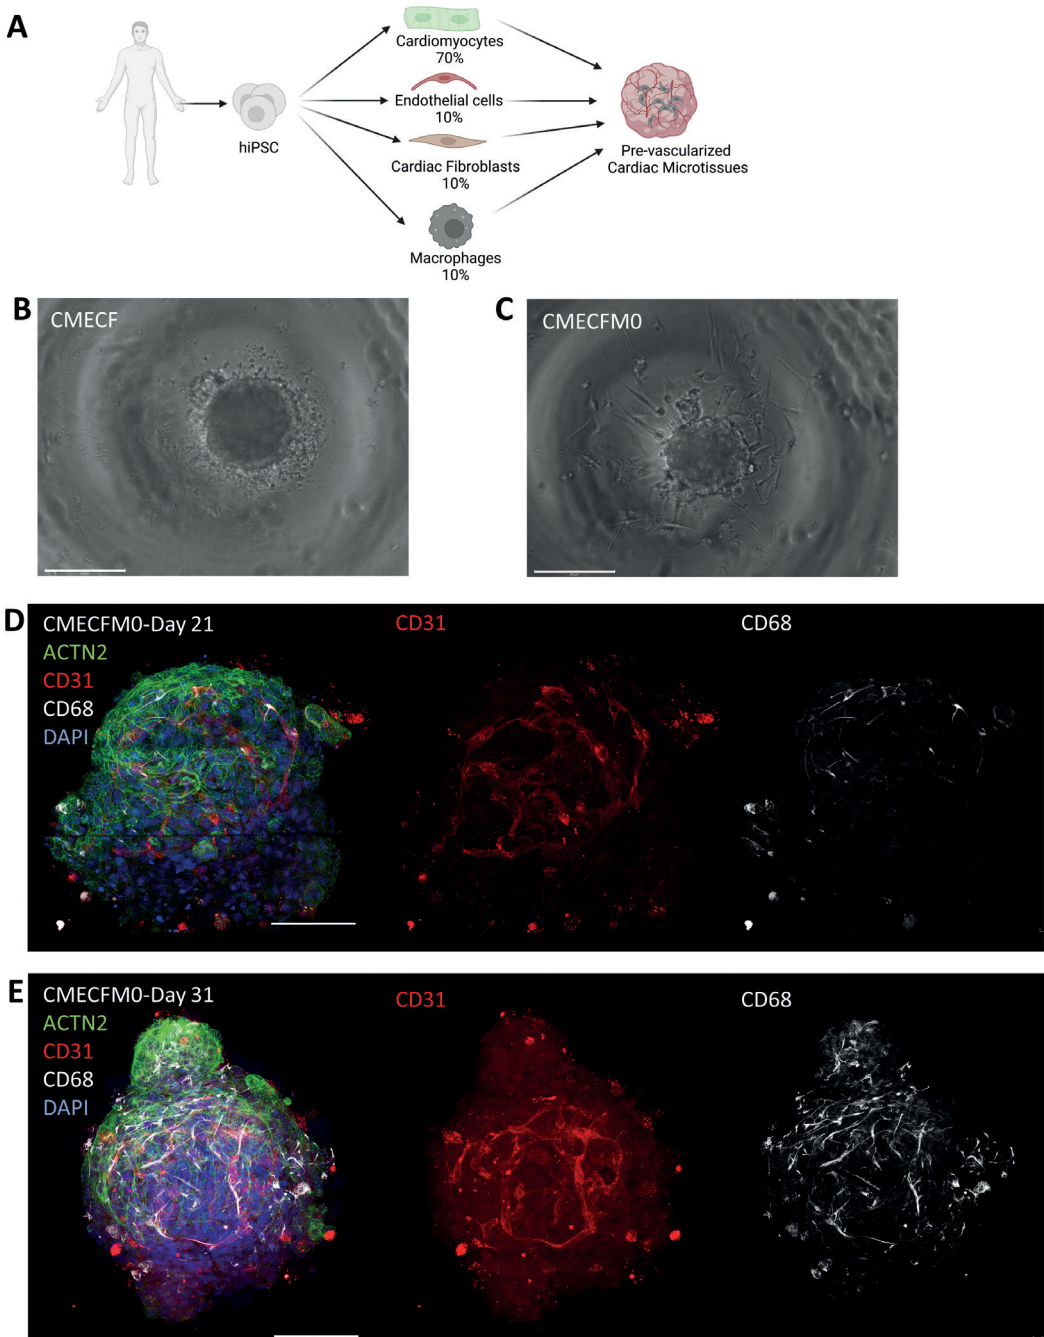 A
hiPSC
Cardiomyocytes
70%
Endothelial cells
10%
Cardiac Fibroblasts
10%
Macrophages
10%
Pre-vascularized
Cardiac Microtissues
B
CMECF
C
CMECFM0
D
CMECFM0-Day 21
ACTN2
CD31
CD68
DAPI
CD31
CD68
E
CMECFM0-Day 31
ACTN2
CD31
CD68
DAPI
CD31
CD68